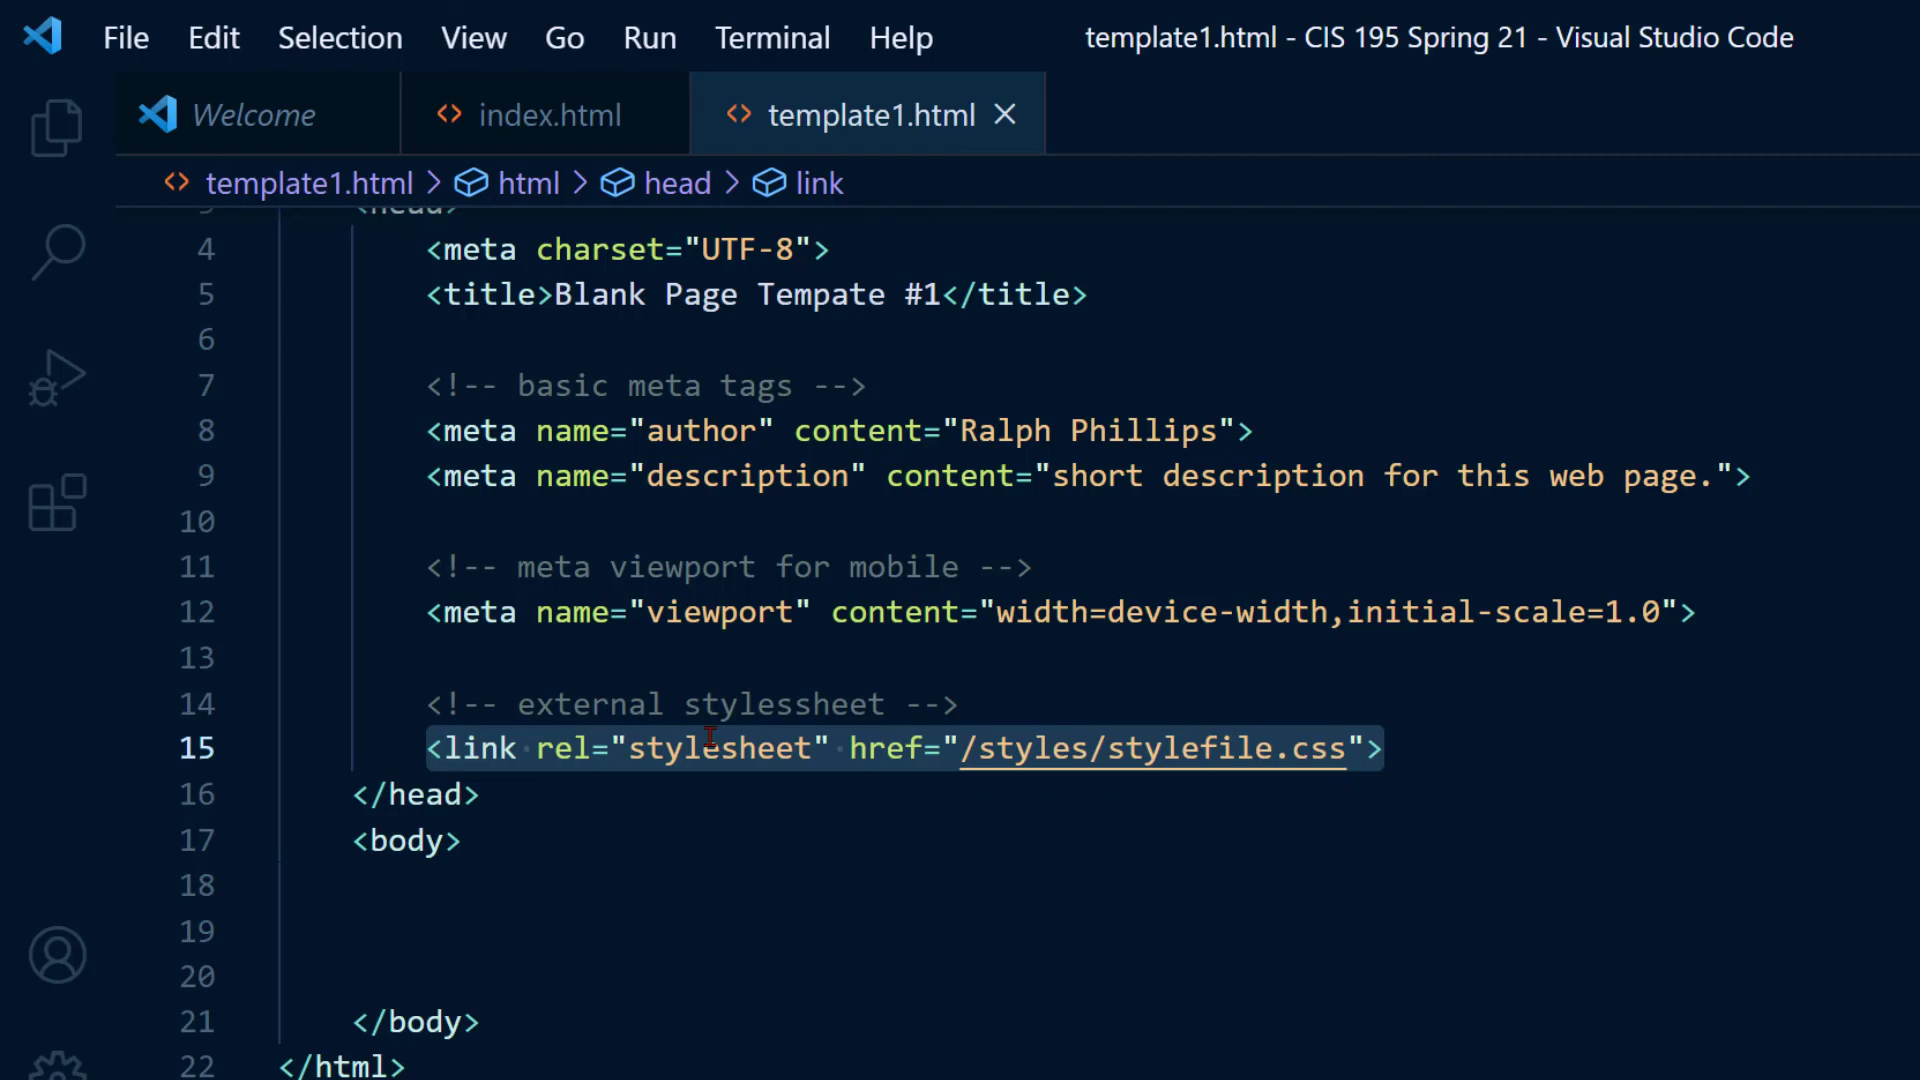 File Edit Selection View Go Run Terminal Help template1.html - CIS 195 Spring 21 - Visual Studio Code
Welcome index.html template1.html
template1.html > html > head > link
3 <head>
4 <meta charset="UTF-8">
5 <title>Blank Page Tempate #1</title>
6
7 <!-- basic meta tags -->
8 <meta name="author" content="Ralph Phillips">
9 <meta name="description" content="short description for this web page.">
10
11 <!-- meta viewport for mobile -->
12 <meta name="viewport" content="width=device-width,initial-scale=1.0">
13
14 <!-- external stylessheet -->
15 <link rel="stylesheet" href="/styles/stylefile.css">
16 </head>
17 <body>
18
19
20
21 </body>
22 </html>